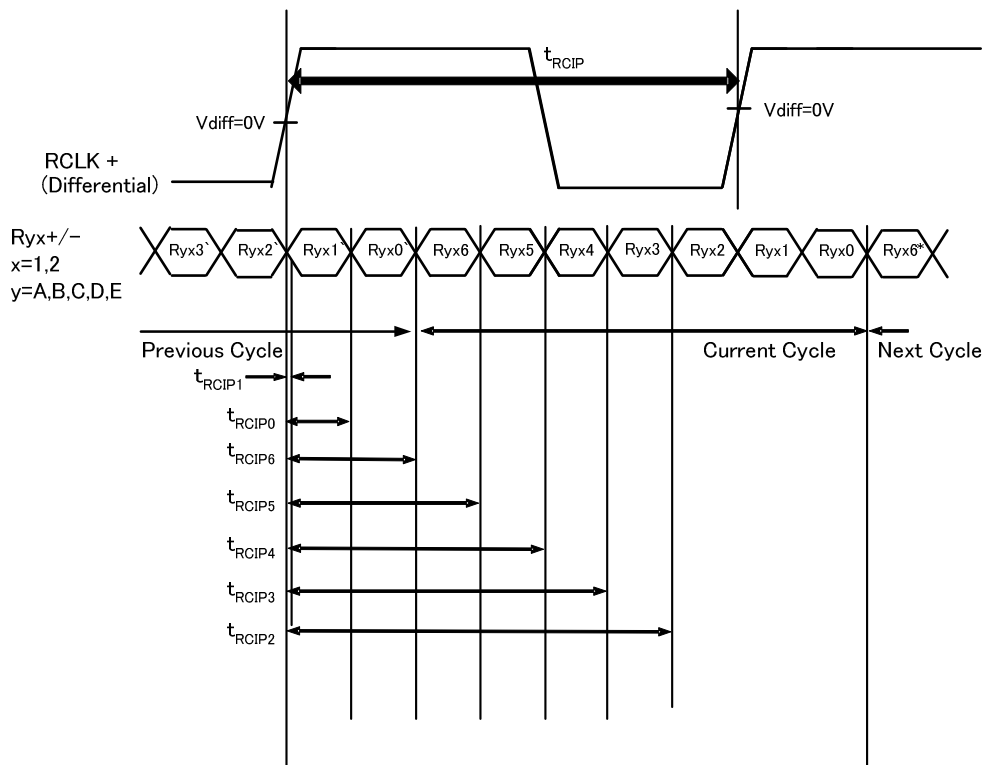 t_RCIP
Vdiff=0V
Vdiff=0V
RCLK +
(Differential)
Ryx+/−
x=1,2
y=A,B,C,D,E
Ryx3` Ryx2` Ryx1` Ryx0` Ryx6 Ryx5 Ryx4 Ryx3 Ryx2 Ryx1 Ryx0 Ryx6*
Previous Cycle Current Cycle Next Cycle
t_RCIP1
t_RCIP0
t_RCIP6
t_RCIP5
t_RCIP4
t_RCIP3
t_RCIP2